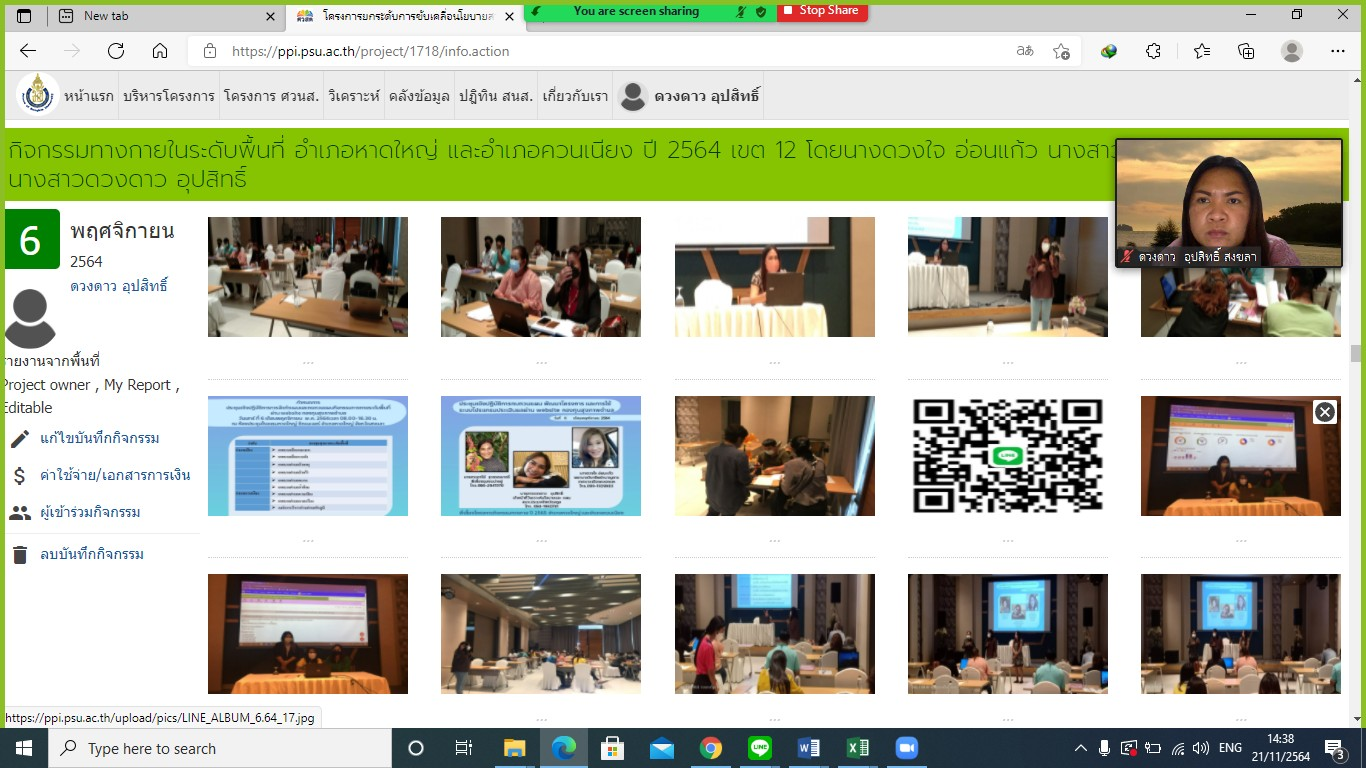 New tab
โครงการยกระดับการขับเคลื่อนนโยบายส
You are screen sharing
Stop Share
https://ppi.psu.ac.th/project/1718/info.action
หน้าแรก
บริหารโครงการ
โครงการ ศวนส.
วิเคราะห์
คลังข้อมูล
ปฏิทิน สนส.
เกี่ยวกับเรา
ดวงดาว อุปสิทธิ์
กิจกรรมทางกายในระดับพื้นที่ อำเภอหาดใหญ่ และอำเภอควนเนียง ปี 2564 เขต 12 โดยนางดวงใจ อ่อนแก้ว นางสาว
นางสาวดวงดาว อุปสิทธิ์
6
พฤศจิกายน
2564
ดวงดาว อุปสิทธิ์
รายงานจากพื้นที่
Project owner , My Report ,
Editable
แก้ไขบันทึกกิจกรรม
ค่าใช้จ่าย/เอกสารการเงิน
ผู้เข้าร่วมกิจกรรม
ลบบันทึกกิจกรรม
ดวงดาว อุปสิทธิ์ สงขลา
...
...
...
...
...
...
...
...
...
LINE
...
...
...
...
https://ppi.psu.ac.th/upload/pics/LINE_ALBUM_6.64_17.jpg
Type here to search
LINE
ENG
14:38
21/11/2564
3